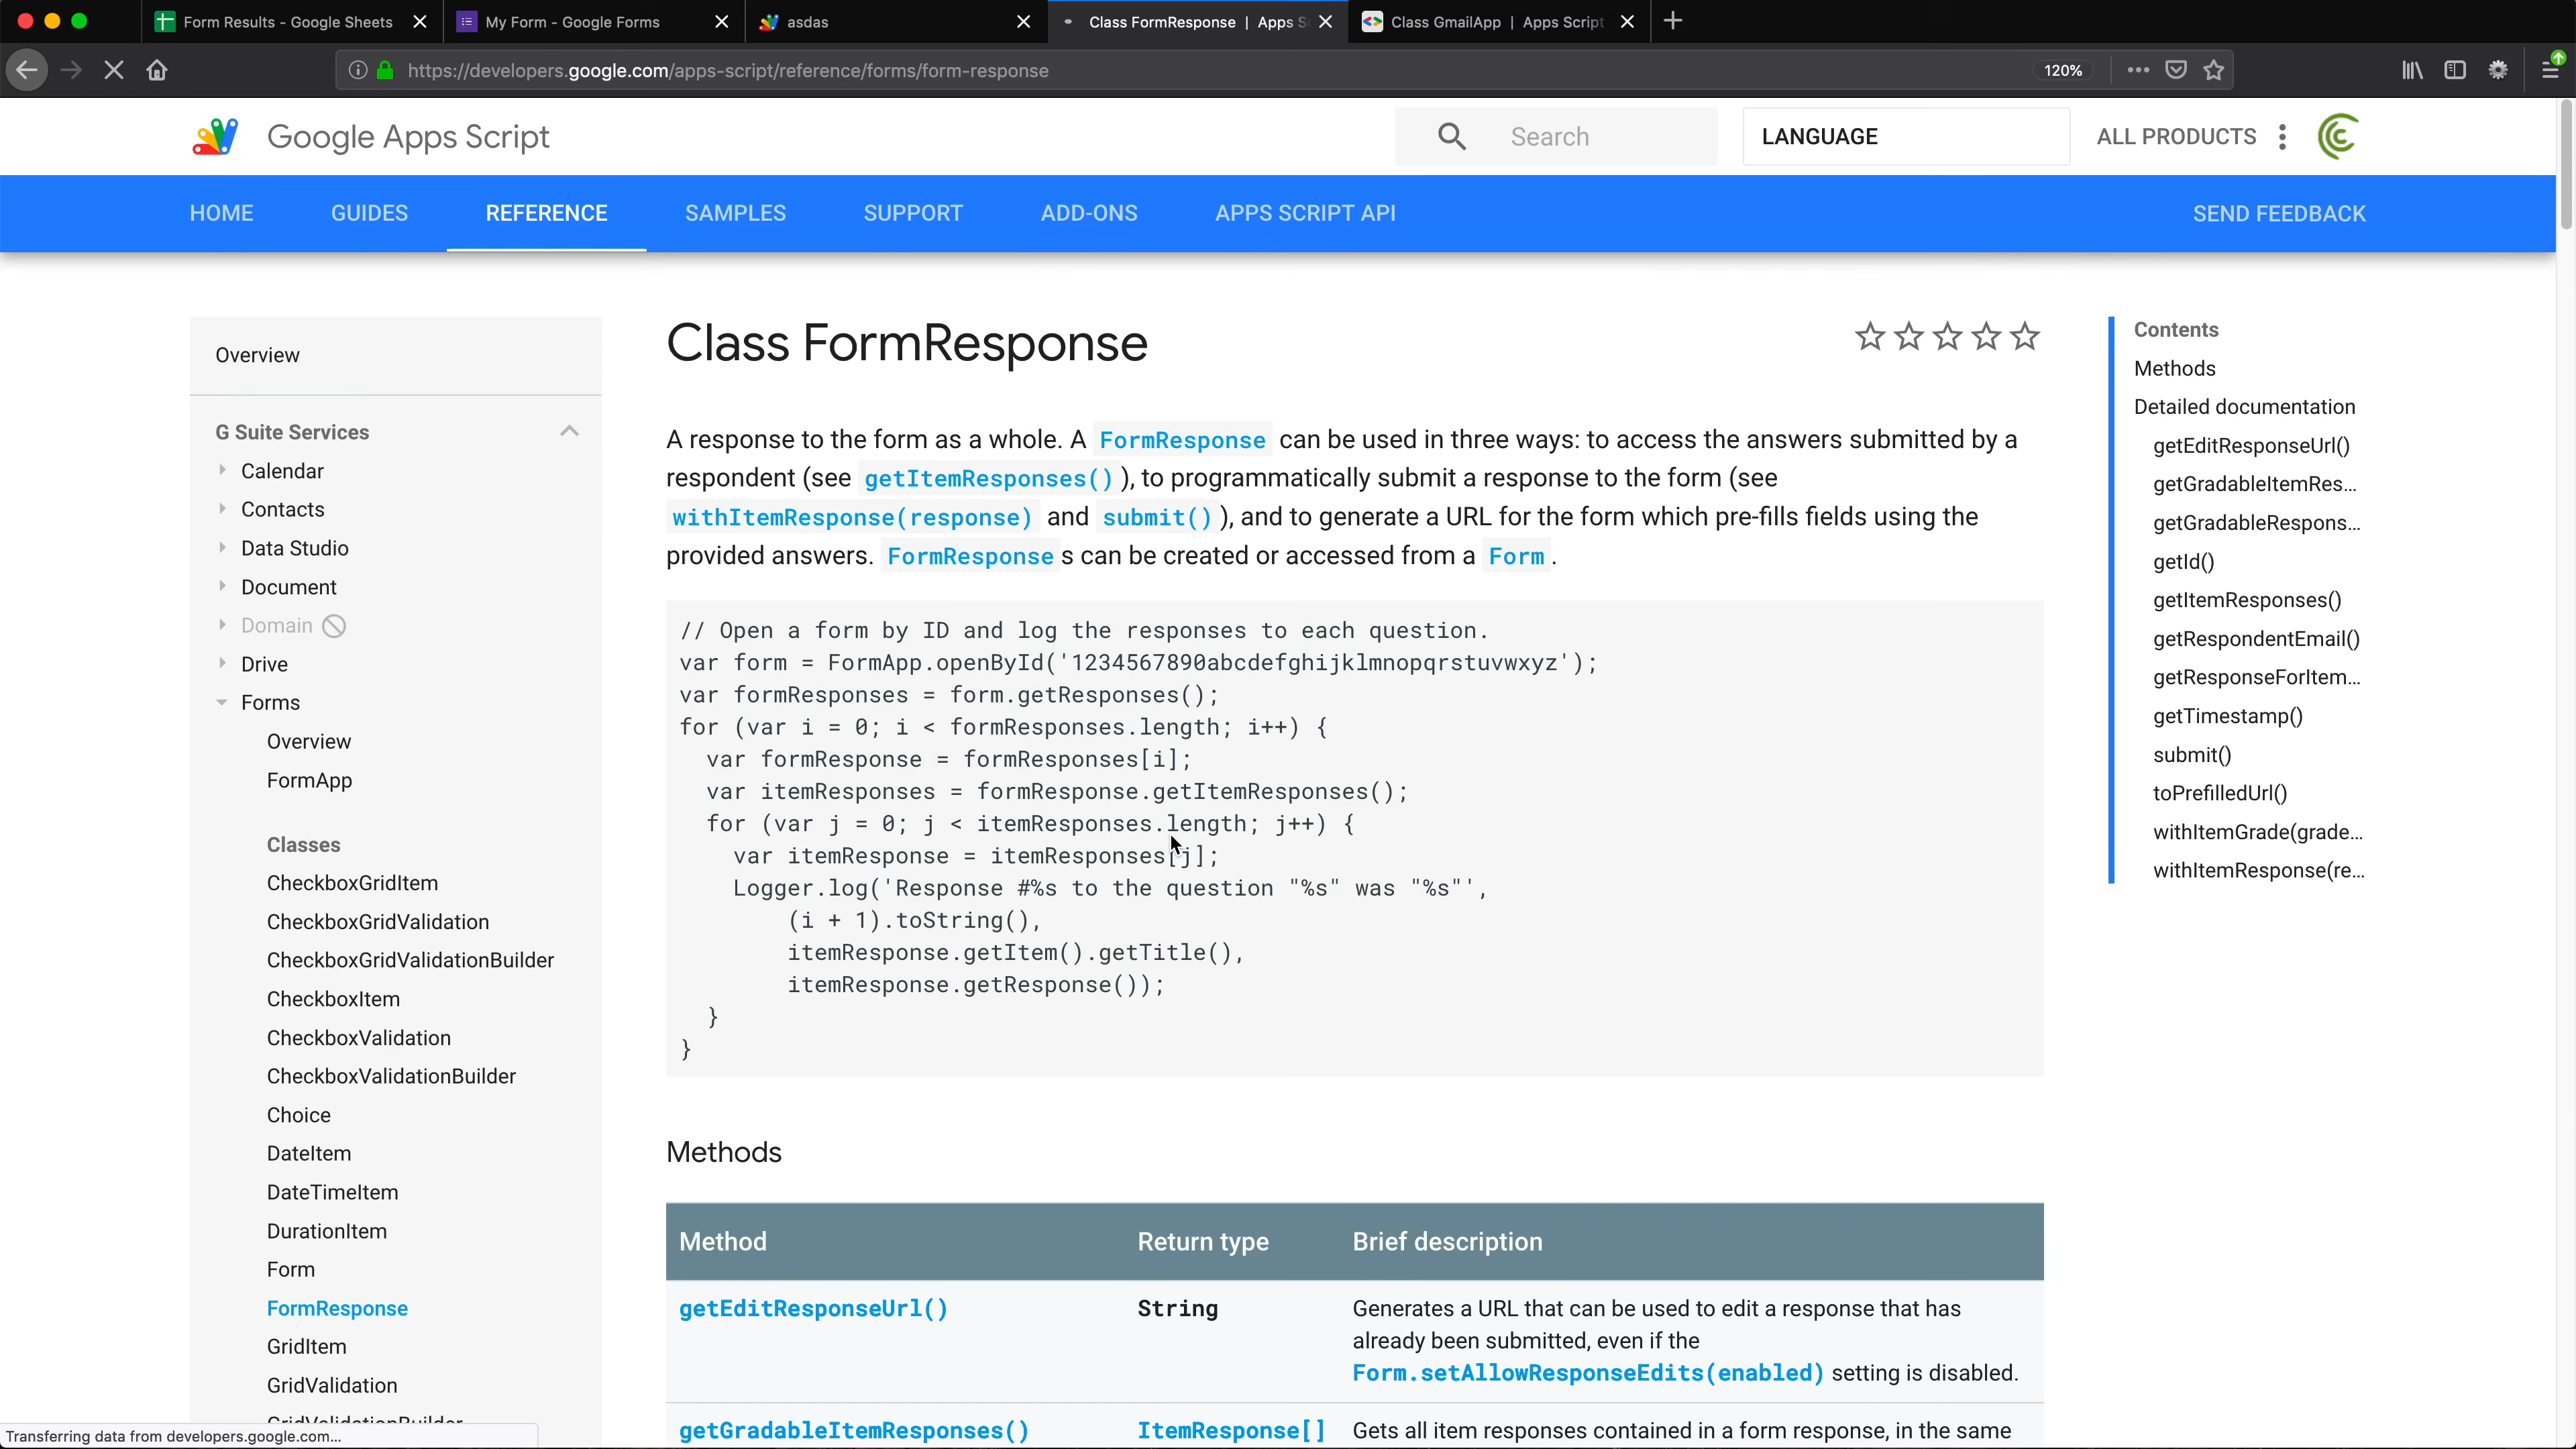 Form Results - Google Sheets
My Form - Google Forms
asdas
Class FormResponse | Apps S
Class GmailApp | Apps Script
https://developers.google.com/apps-script/reference/forms/form-response
120%
Google Apps Script
Search
LANGUAGE
ALL PRODUCTS
HOME
GUIDES
REFERENCE
SAMPLES
SUPPORT
ADD-ONS
APPS SCRIPT API
SEND FEEDBACK
Overview
G Suite Services
Calendar
Contacts
Data Studio
Document
Domain
Drive
Forms
Overview
FormApp
Classes
CheckboxGridItem
CheckboxGridValidation
CheckboxGridValidationBuilder
CheckboxItem
CheckboxValidation
CheckboxValidationBuilder
Choice
DateItem
DateTimeItem
DurationItem
Form
FormResponse
GridItem
GridValidation
GridValidationBuilder
Class FormResponse
A response to the form as a whole. A FormResponse can be used in three ways: to access the answers submitted by a
respondent (see getItemResponses() ), to programmatically submit a response to the form (see
withItemResponse(response) and submit() ), and to generate a URL for the form which pre-fills fields using the
provided answers. FormResponse s can be created or accessed from a Form .
// Open a form by ID and log the responses to each question.
var form = FormApp.openById('1234567890abcdefghijklmnopqrstuvwxyz');
var formResponses = form.getResponses();
for (var i = 0; i < formResponses.length; i++) {
  var formResponse = formResponses[i];
  var itemResponses = formResponse.getItemResponses();
  for (var j = 0; j < itemResponses.length; j++) {
    var itemResponse = itemResponses[j];
    Logger.log('Response #%s to the question "%s" was "%s"',
        (i + 1).toString(),
        itemResponse.getItem().getTitle(),
        itemResponse.getResponse());
  }
}
Methods
Method
Return type
Brief description
getEditResponseUrl()
String
Generates a URL that can be used to edit a response that has
already been submitted, even if the
Form.setAllowResponseEdits(enabled) setting is disabled.
getGradableItemResponses()
ItemResponse[]
Gets all item responses contained in a form response, in the same
Contents
Methods
Detailed documentation
getEditResponseUrl()
getGradableItemRes...
getGradableRespons...
getId()
getItemResponses()
getRespondentEmail()
getResponseForItem...
getTimestamp()
submit()
toPrefilledUrl()
withItemGrade(grade...
withItemResponse(re...
Transferring data from developers.google.com...